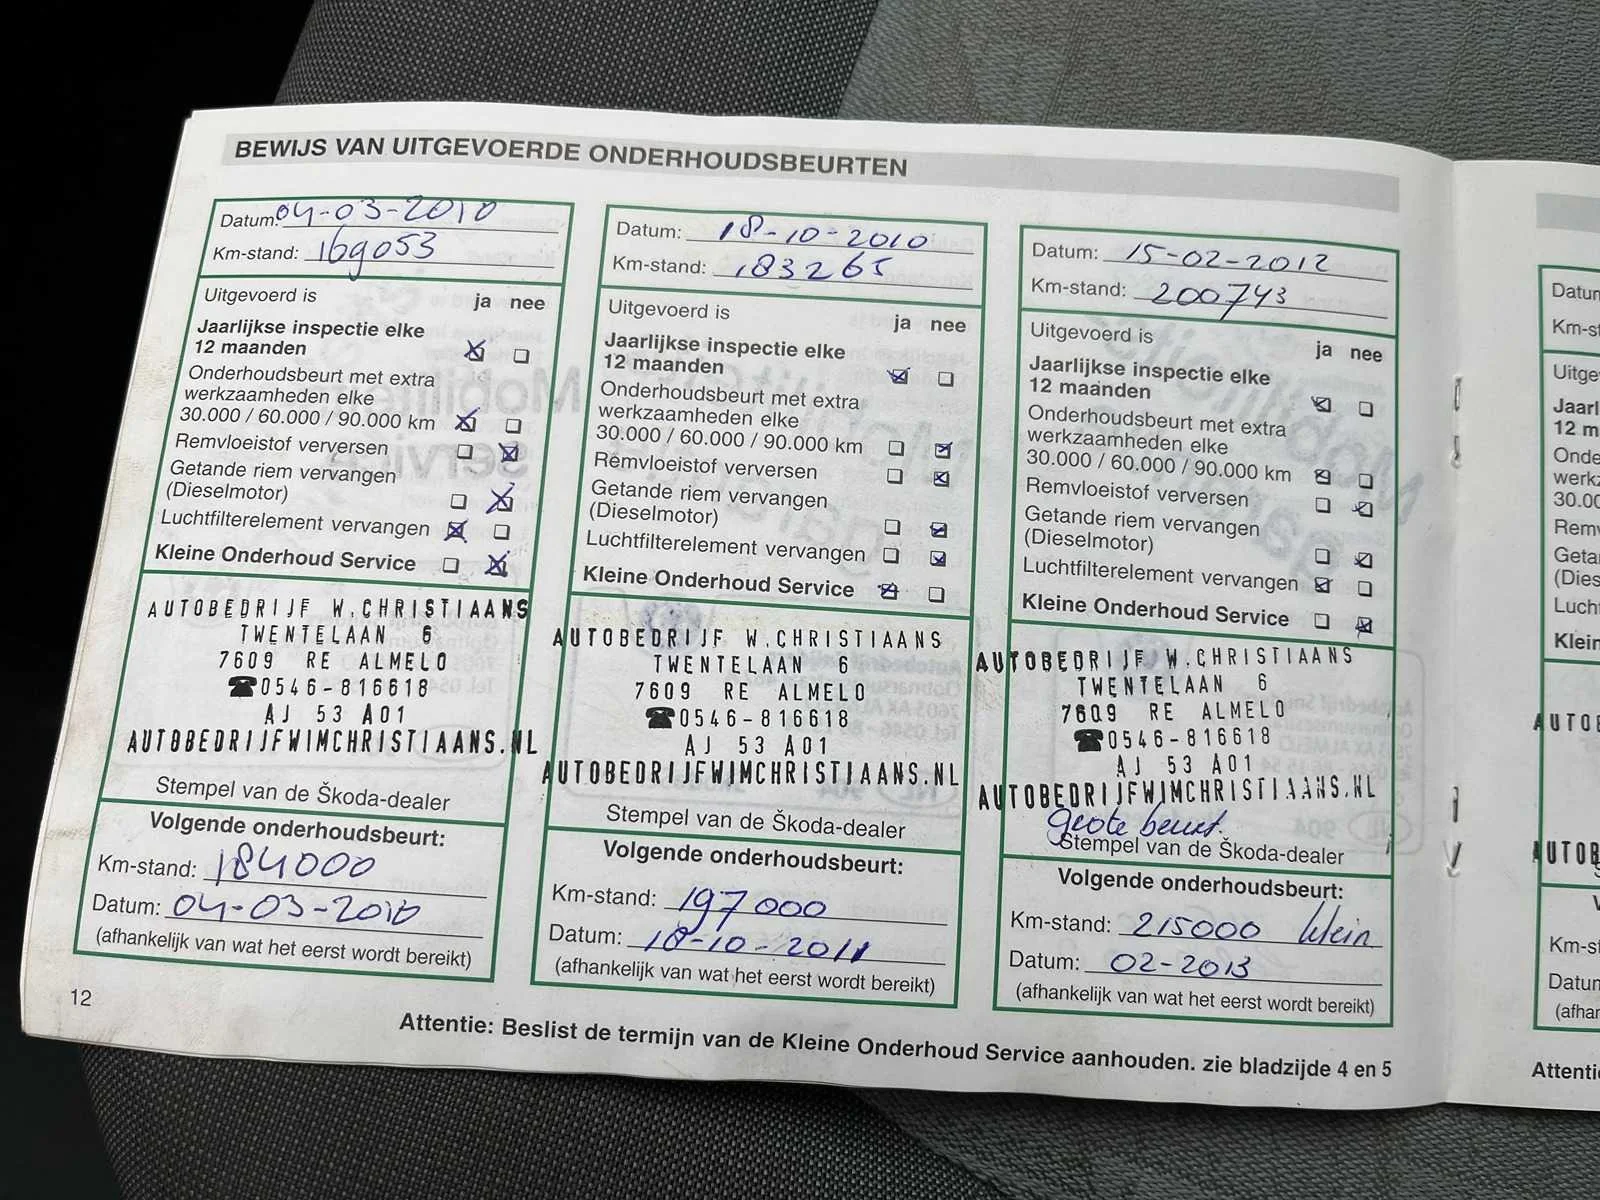 BEWIJS VAN UITGEVOERDE ONDERHOUDSBEURTEN
Datum: 04-03-2010
Km-stand: 169053
Uitgevoerd is ja nee
Jaarlijkse inspectie elke
12 maanden
Onderhoudsbeurt met extra
werkzaamheden elke
30.000 / 60.000 / 90.000 km
Remvloeistof verversen
Getande riem vervangen
(Dieselmotor)
Luchtfilterelement vervangen
Kleine Onderhoud Service
AUTOBEDRIJF W.CHRISTIAANS
TWENTELAAN 6
7609 RE ALMELO
☎0546-816618
AJ 53 A01
AUTOBEDRIJFWIMCHRISTIAANS.NL
Stempel van de Škoda-dealer
Volgende onderhoudsbeurt:
Km-stand: 184000
Datum: 04-03-2010
(afhankelijk van wat het eerst wordt bereikt)
12
Datum: 18-10-2010
Km-stand: 183265
Uitgevoerd is ja nee
Jaarlijkse inspectie elke
12 maanden
Onderhoudsbeurt met extra
werkzaamheden elke
30.000 / 60.000 / 90.000 km
Remvloeistof verversen
Getande riem vervangen
(Dieselmotor)
Luchtfilterelement vervangen
Kleine Onderhoud Service
AUTOBEDRIJF W.CHRISTIAANS
TWENTELAAN 6
7609 RE ALMELO
☎0546-816618
AJ 53 A01
AUTOBEDRIJFWIMCHRISTIAANS.NL
Stempel van de Škoda-dealer
Volgende onderhoudsbeurt:
Km-stand: 197000
Datum: 18-10-2011
(afhankelijk van wat het eerst wordt bereikt)
Datum: 15-02-2012
Km-stand: 200743
Uitgevoerd is ja nee
Jaarlijkse inspectie elke
12 maanden
Onderhoudsbeurt met extra
werkzaamheden elke
30.000 / 60.000 / 90.000 km
Remvloeistof verversen
Getande riem vervangen
(Dieselmotor)
Luchtfilterelement vervangen
Kleine Onderhoud Service
AUTOBEDRIJF W.CHRISTIAANS
TWENTELAAN 6
7609 RE ALMELO
☎0546-816618
AJ 53 A01
AUTOBEDRIJFWIMCHRISTIAANS.NL
grote beurt.
Stempel van de Škoda-dealer
Volgende onderhoudsbeurt:
Km-stand: 215000 klein
Datum: 02-2013
(afhankelijk van wat het eerst wordt bereikt)
Attentie: Beslist de termijn van de Kleine Onderhoud Service aanhouden. zie bladzijde 4 en 5